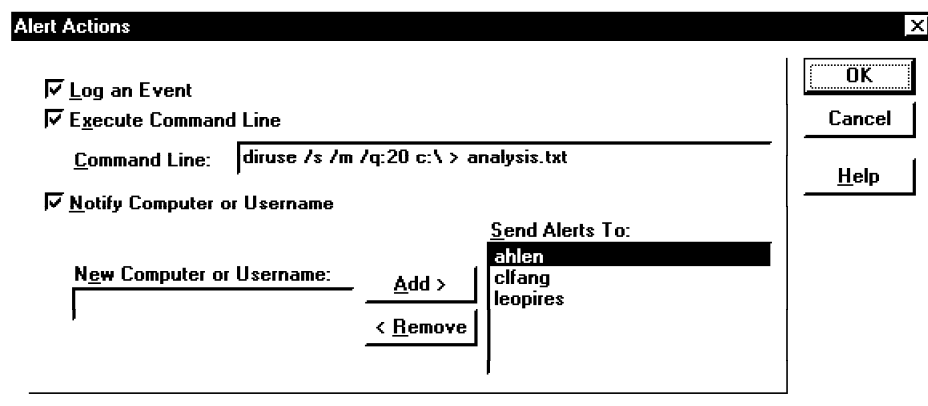 Alert Actions
Log an Event
Execute Command Line
Command Line: diruse /s /m /q:20 c:\ > analysis.txt
Notify Computer or Username
Send Alerts To:
ahlen
clfang
leopires
New Computer or Username:
Add >
< Remove
OK
Cancel
Help